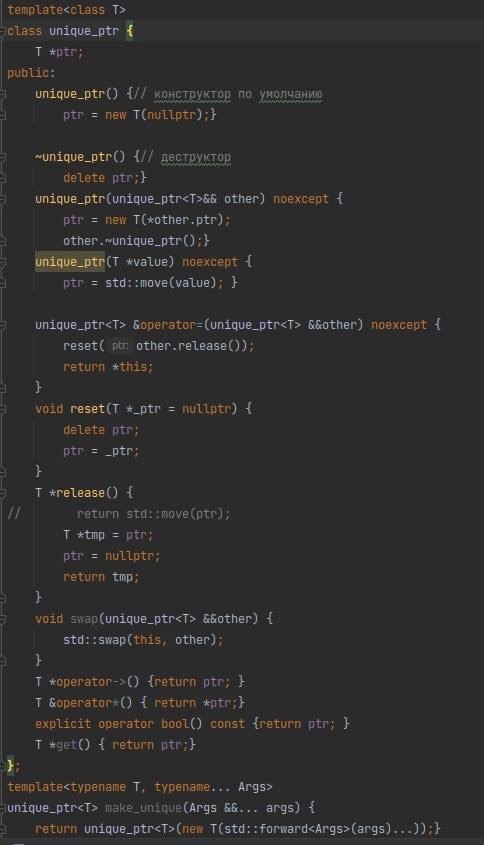 template<class T>
class unique_ptr {
    T *ptr;
public:
    unique_ptr() {// конструктор по умолчанию
        ptr = new T(nullptr);}

    ~unique_ptr() {// деструктор
        delete ptr;}
    unique_ptr(unique_ptr<T>&& other) noexcept {
        ptr = new T(*other.ptr);
        other.~unique_ptr();}
    unique_ptr(T *value) noexcept {
        ptr = std::move(value); }

    unique_ptr<T> &operator=(unique_ptr<T> &&other) noexcept {
        reset( ptr: other.release());
        return *this;
    }
    void reset(T *_ptr = nullptr) {
        delete ptr;
        ptr = _ptr;
    }
    T *release() {
//        return std::move(ptr);
        T *tmp = ptr;
        ptr = nullptr;
        return tmp;
    }
    void swap(unique_ptr<T> &&other) {
        std::swap(this, other);
    }
    T *operator->() {return ptr; }
    T &operator*() { return *ptr;}
    explicit operator bool() const {return ptr; }
    T *get() { return ptr;}
};
template<typename T, typename... Args>
unique_ptr<T> make_unique(Args &&... args) {
    return unique_ptr<T>(new T(std::forward<Args>(args)...));}